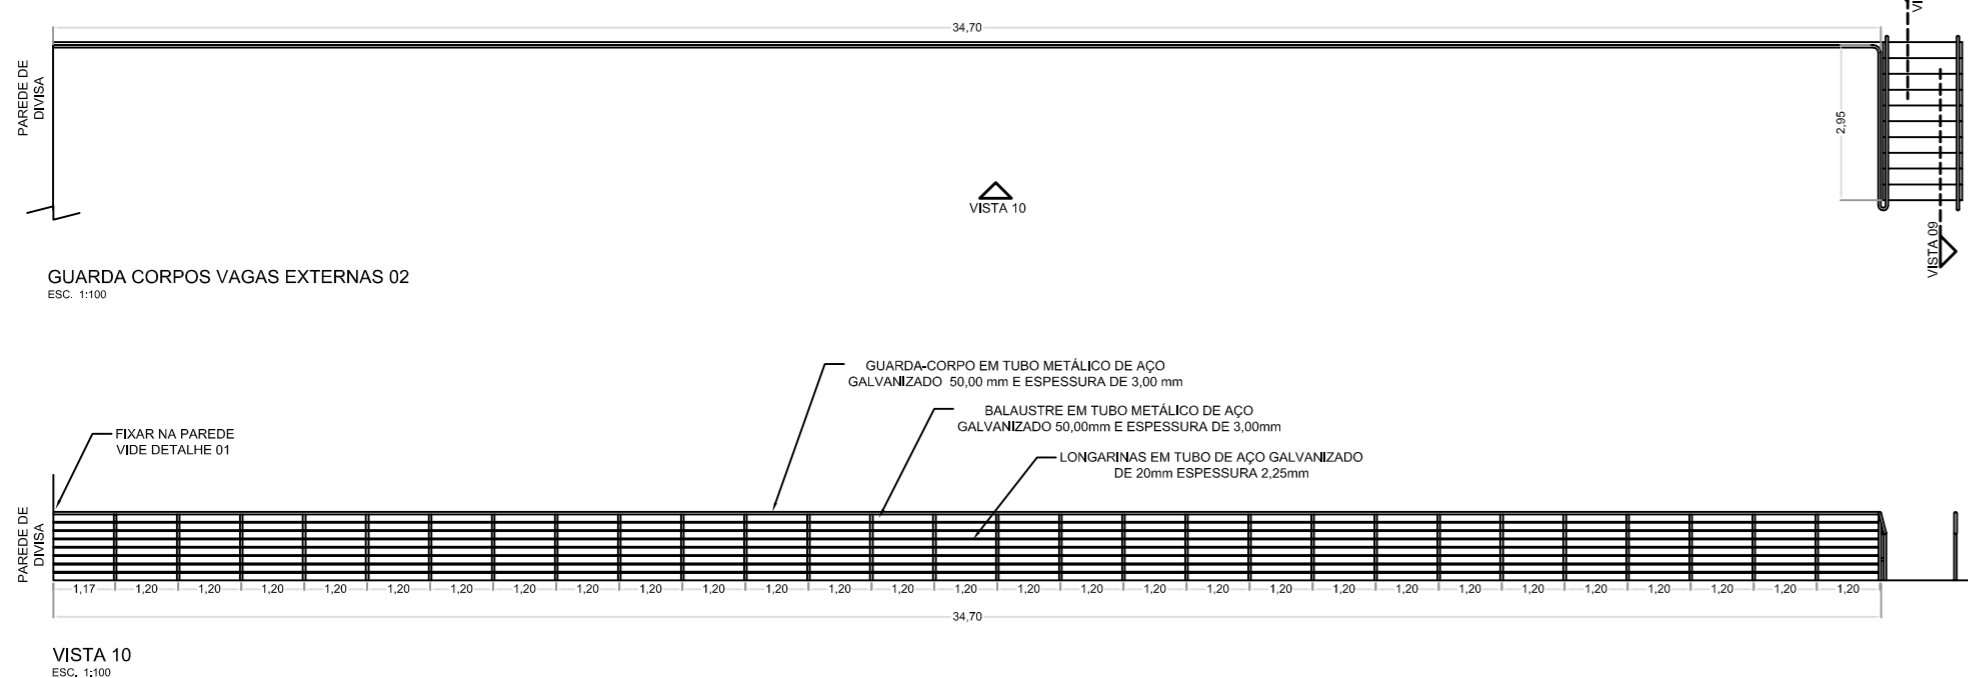 34,70
VI
PAREDE DE
DIVISA
2,95
VISTA 10
VISTA 09
GUARDA CORPOS VAGAS EXTERNAS 02
ESC. 1:100
GUARDA-CORPO EM TUBO METÁLICO DE AÇO
GALVANIZADO 50,00 mm E ESPESSURA DE 3,00 mm
BALAUSTRE EM TUBO METÁLICO DE AÇO
GALVANIZADO 50,00mm E ESPESSURA DE 3,00mm
FIXAR NA PAREDE
VIDE DETALHE 01
LONGARINAS EM TUBO DE AÇO GALVANIZADO
DE 20mm ESPESSURA 2,25mm
PAREDE DE
DIVISA
1,17 1,20 1,20 1,20 1,20 1,20 1,20 1,20 1,20 1,20 1,20 1,20 1,20 1,20 1,20 1,20 1,20 1,20 1,20 1,20 1,20 1,20 1,20 1,20 1,20 1,20 1,20 1,20 1,20
34,70
VISTA 10
ESC. 1:100